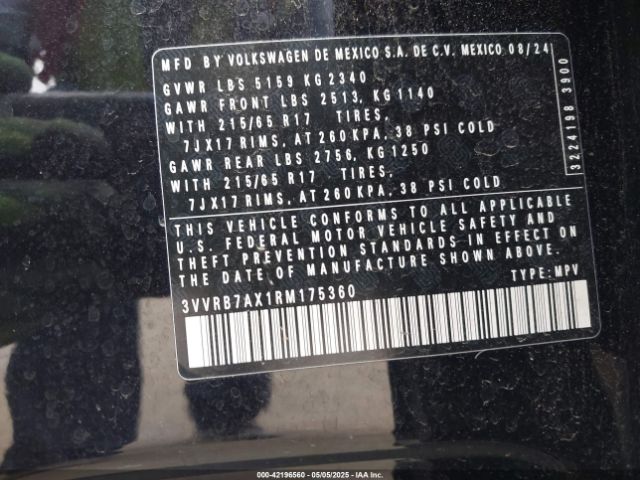 MFD BY VOLKSWAGEN DE MEXICO S.A. DE C.V. MEXICO 08/24
GVWR LBS 5159 KG 2340
GAWR FRONT LBS 2513, KG 1140
WITH 215/65 R17 TIRES,
7JX17 RIMS, AT 260 KPA, 38 PSI COLD
GAWR REAR LBS 2756, KG 1250
WITH 215/65 R17 TIRES,
7JX17 RIMS, AT 260 KPA, 38 PSI COLD
3224198 3900
THIS VEHICLE CONFORMS TO ALL APPLICABLE
U.S. FEDERAL MOTOR VEHICLE SAFETY AND
THEFT PREVENTION STANDARDS IN EFFECT ON
THE DATE OF MANUFACTURE SHOWN ABOVE.
3VVRB7AX1RM175360 TYPE: MPV
000-42196560 - 05/05/2025 - IAA Inc.